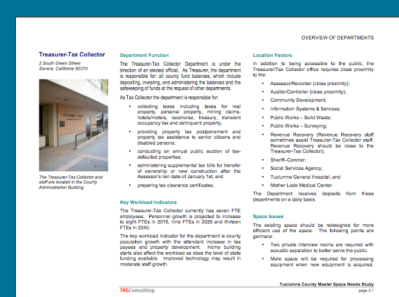 OVERVIEW OF DEPARTMENTS
Treasurer-Tax Collector
2 South Green Street
Sonora, California 95370
The Treasurer-Tax Collector and
staff are located in the County
Administration Building.
Department Function
The Treasurer-Tax Collector Department is under the
direction of an elected official. As Treasurer, the department
is responsible for: all county fund balances, which include
depositing, investing, and administering the balances and the
safekeeping of funds at the request of other departments.
As Tax Collector the department is responsible for:
• collecting taxes including taxes for real
property, personal property, mining claims,
hotels/motels, racehorse, treasury, transient
occupancy tax and delinquent property;
• providing property tax postponement and
property tax assistance to senior citizens and
disabled persons;
• conducting an annual public auction of tax-
defaulted properties;
• administering supplemental tax bills for transfer
of ownership or new construction after the
Assessor's lien date of January 1st; and
• preparing tax clearance certificates.
Key Workload Indicators
The Treasurer-Tax Collector currently has seven FTE
employees. Personnel growth is projected to increase
to eight FTEs in 2015, nine FTEs in 2025 and thirteen
FTEs in 2040.
The key workload indicator for the department is county
population growth with the attendant increase in tax
payees and property development. Home building
starts also affect the workload as does the level of state
funding available. Improved technology may result in
moderate staff growth.
Location Factors
In addition to being accessible to the public, the
Treasurer-Tax Collector office requires close proximity
to the:
• Assessor/Recorder (close proximity);
• Auditor/Controller (close proximity);
• Community Development;
• Information Systems & Services;
• Public Works – Solid Waste;
• Public Works – Surveying;
• Revenue Recovery (Revenue Recovery staff
sometimes assist Treasurer-Tax Collector staff;
Revenue Recovery should be close to the
Treasurer-Tax Collector);
• Sheriff-Coroner;
• Social Services Agency;
• Tuolumne General Hospital; and
• Mother Lode Medical Center.
The Department receives deposits from these
departments on a daily basis.
Space Issues
The existing space should be redesigned for more
efficient use of the space. The following points are
germane:
• Two private interview rooms are required with
acoustic separation to better serve the public.
• More space will be required for processing
equipment when new equipment is acquired.
TRGConsulting
Tuolumne County Master Space Needs Study
page 3.1